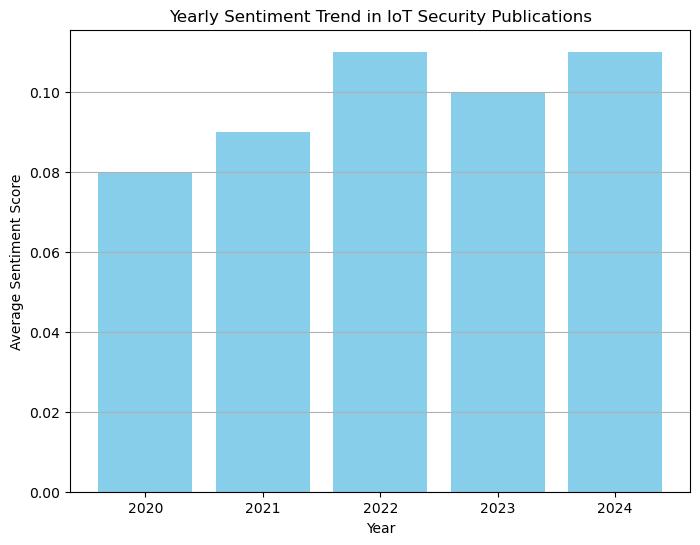 Yearly Sentiment Trend in IoT Security Publications
Average Sentiment Score
0.10
0.08
0.06
0.04
0.02
0.00
2020 2021 2022 2023 2024
Year